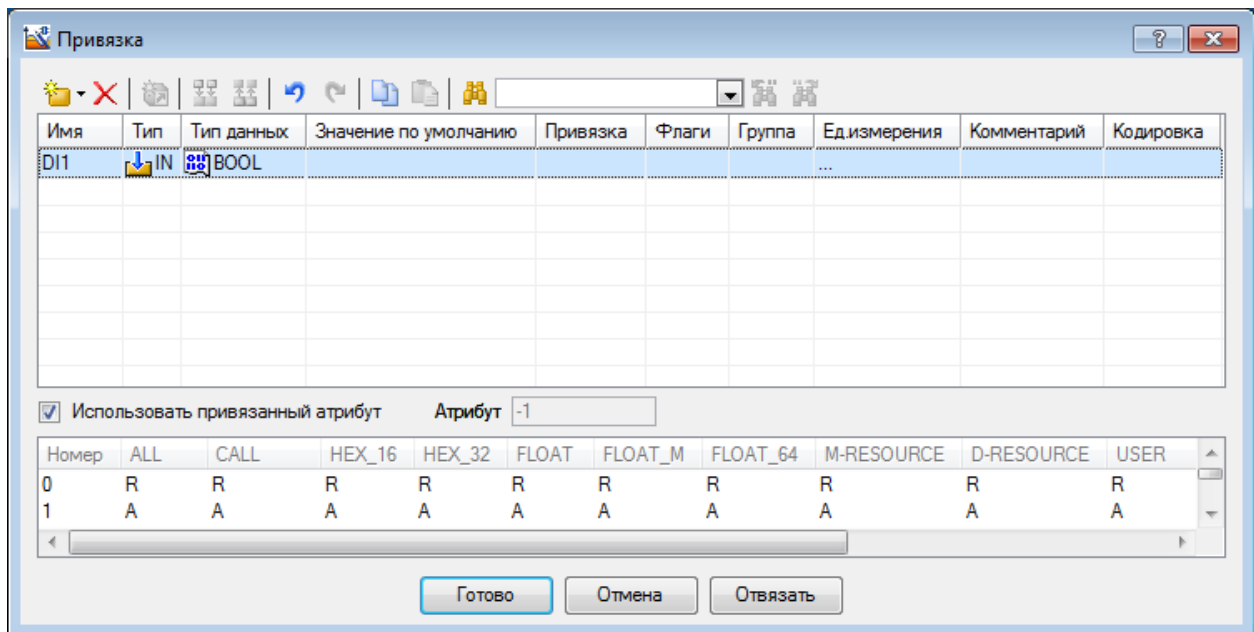 Привязка
Имя Тип Тип данных Значение по умолчанию Привязка Флаги Группа Ед.измерения Комментарий Кодировка
DI1 IN BOOL ...
Использовать привязанный атрибут Атрибут -1
Номер ALL CALL HEX_16 HEX_32 FLOAT FLOAT_M FLOAT_64 M-RESOURCE D-RESOURCE USER
0 R R R R R R R R R R
1 A A A A A A A A A A
Готово Отмена Отвязать